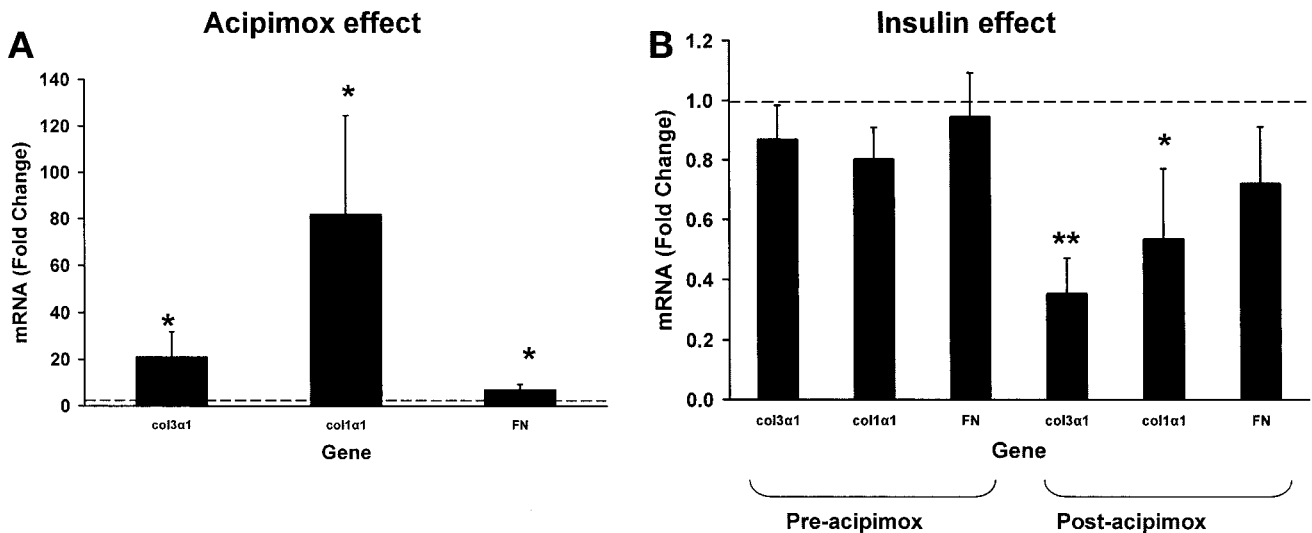 A
Acipimox effect
mRNA (Fold Change)
140
120
100
80
60
40
20
0
*
*
*
col3α1 col1α1 FN
Gene
B
Insulin effect
mRNA (Fold Change)
1.2
1.0
0.8
0.6
0.4
0.2
0.0
**
*
col3α1 col1α1 FN col3α1 col1α1 FN
Gene
Pre-acipimox Post-acipimox